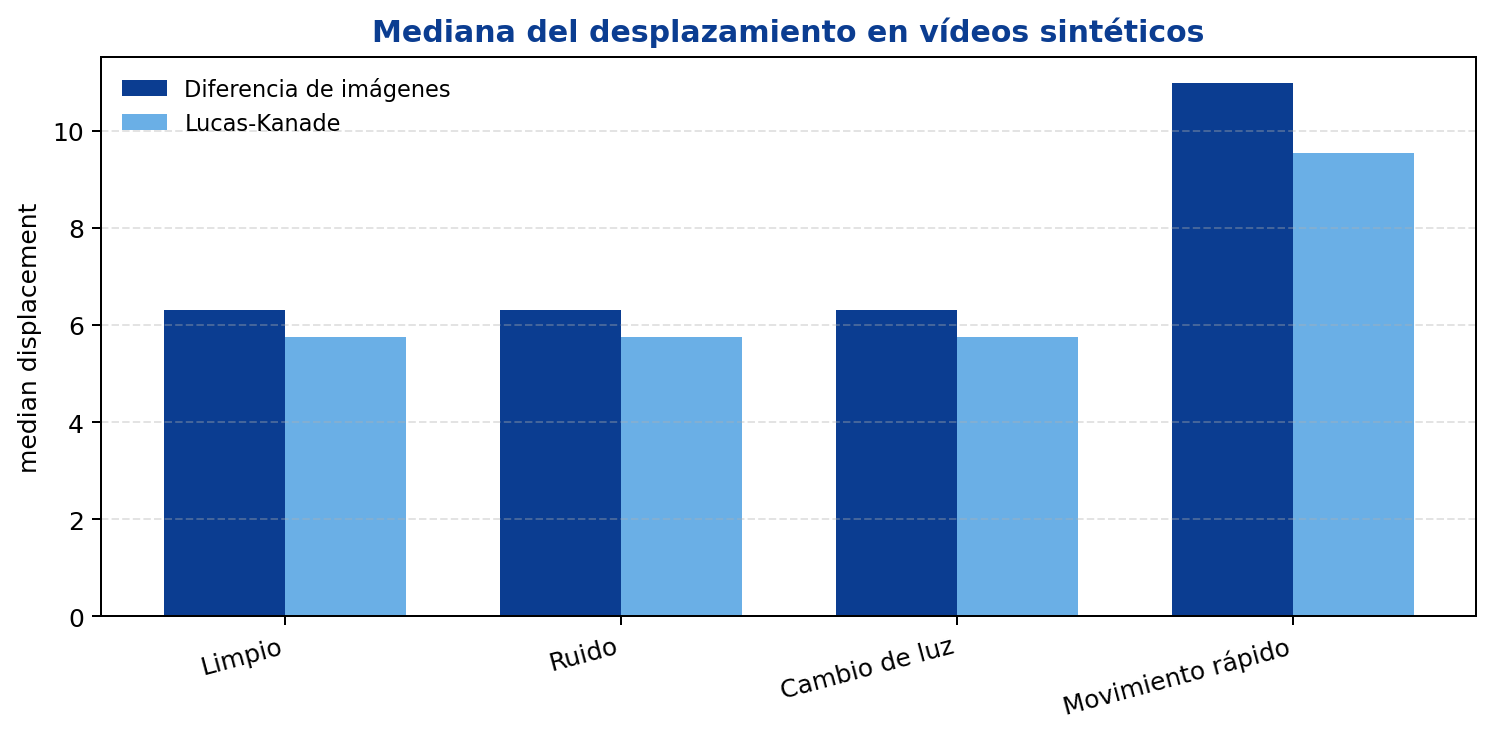 Mediana del desplazamiento en vídeos sintéticos
Diferencia de imágenes
Lucas-Kanade
median displacement
10
8
6
4
2
0
Limpio
Ruido
Cambio de luz
Movimiento rápido